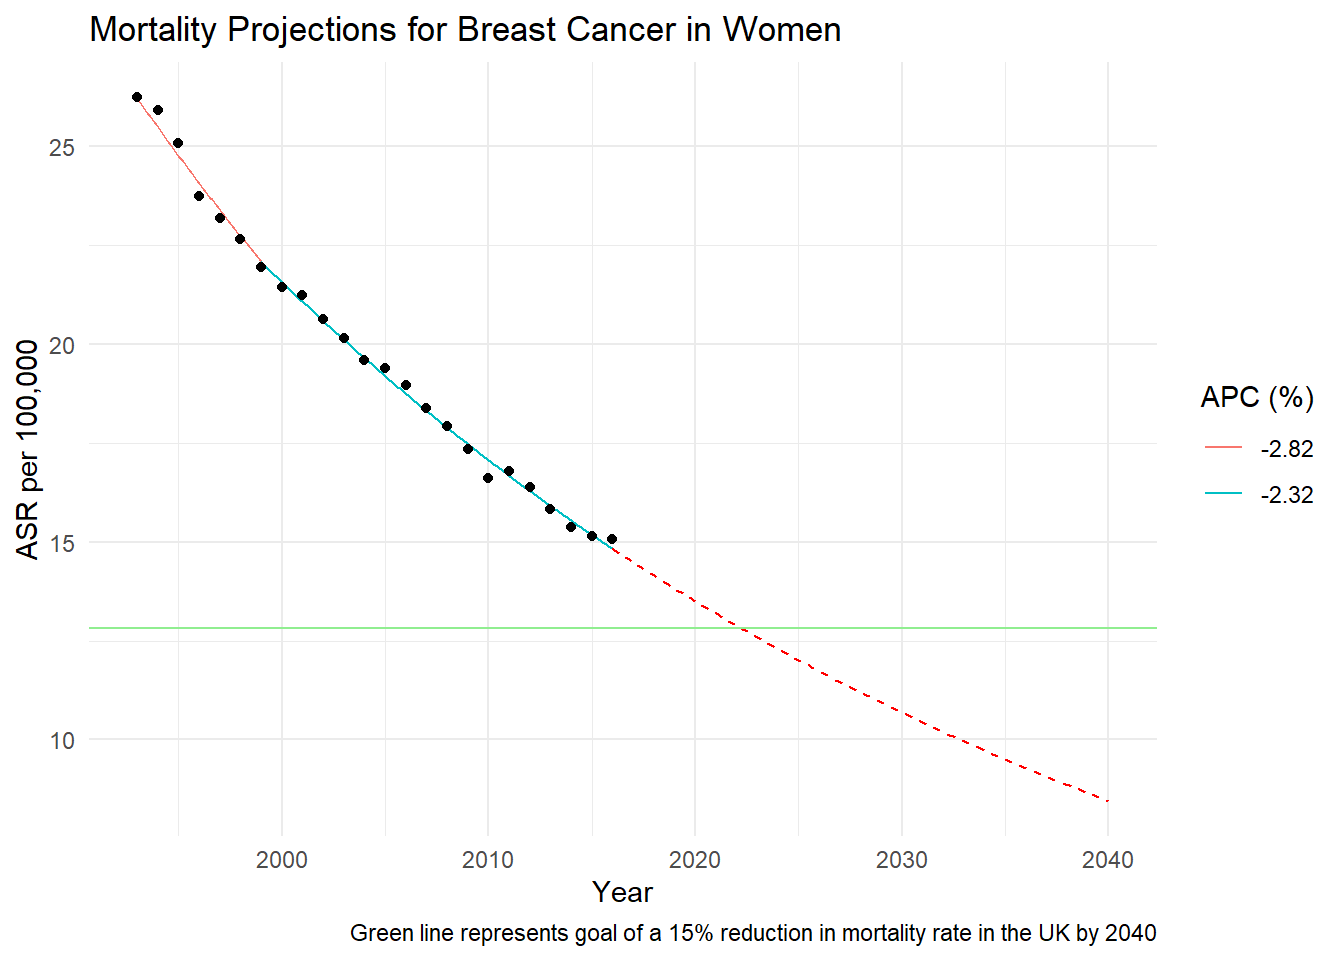 Mortality Projections for Breast Cancer in Women
ASR per 100,000
25
20
15
10
2000
2010
2020
2030
2040
Year
APC (%)
-2.82
-2.32
Green line represents goal of a 15% reduction in mortality rate in the UK by 2040